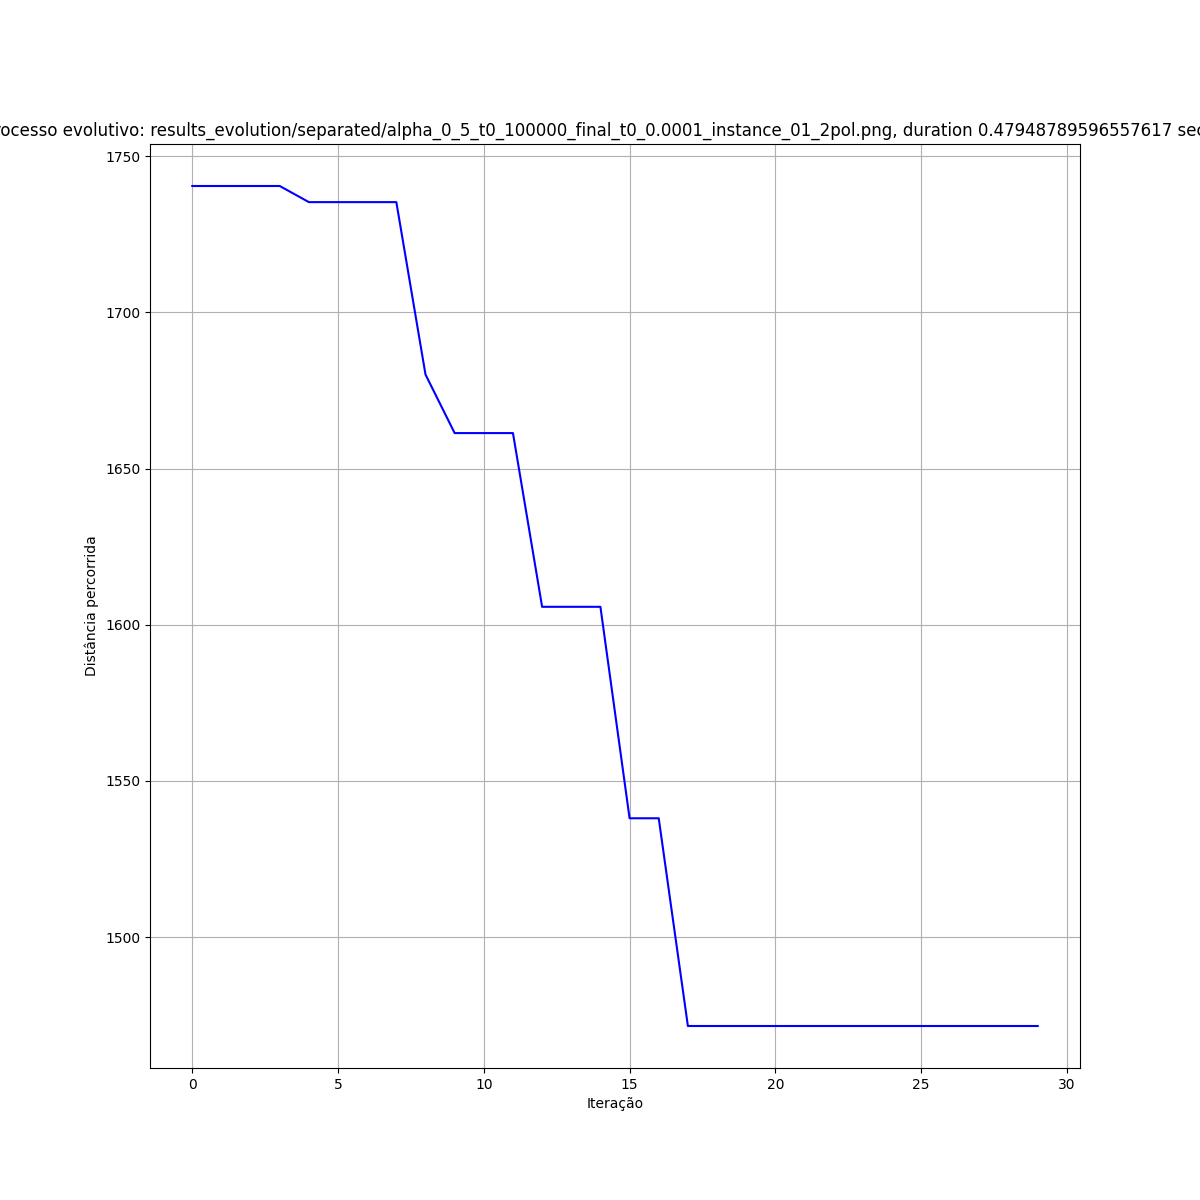 ocesso evolutivo: results_evolution/separated/alpha_0_5_t0_100000_final_t0_0.0001_instance_01_2pol.png, duration 0.47948789596557617 sec
1750
1700
1650
1600
1550
1500
Distância percorrida
0 5 10 15 20 25 30
Iteração